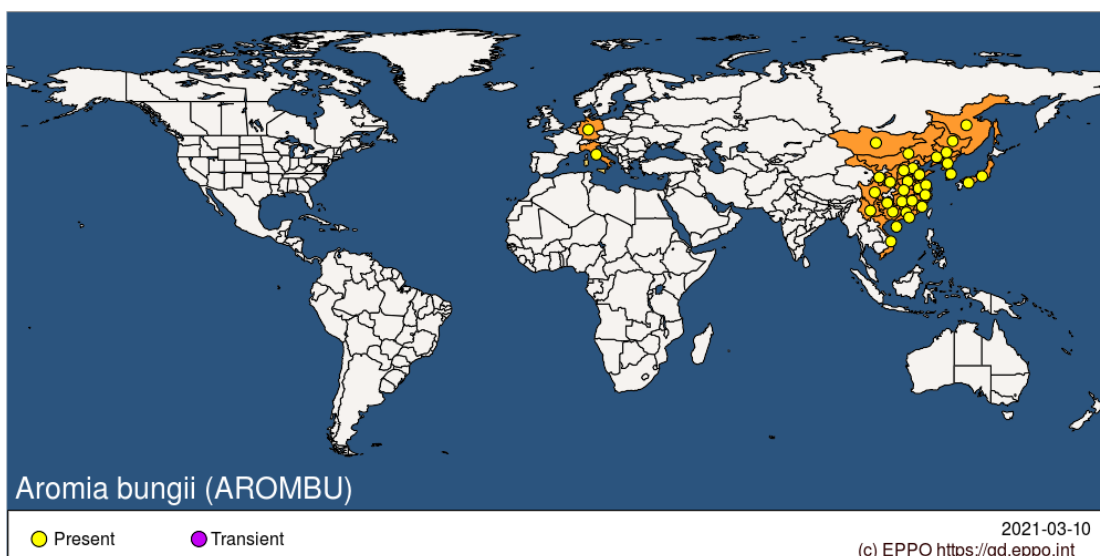 Aromia bungii (AROMBU)
Present
Transient
2021-03-10
(c) EPPO https://gd.eppo.int